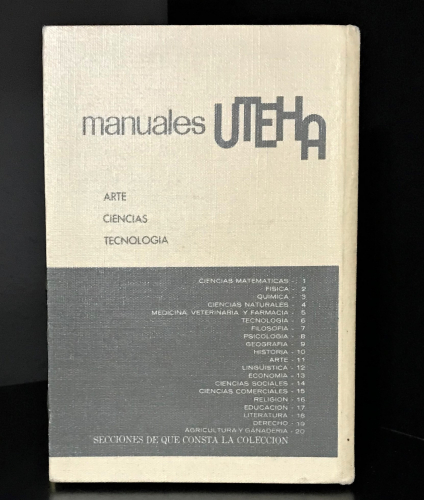 manuales UTEHA
ARTE
CIENCIAS
TECNOLOGIA
CIENCIAS MATEMATICAS - 1
FISICA - 2
QUIMICA - 3
CIENCIAS NATURALES - 4
MEDICINA, VETERINARIA Y FARMACIA - 5
TECNOLOGIA - 6
FILOSOFIA - 7
PSICOLOGIA - 8
GEOGRAFIA - 9
HISTORIA - 10
ARTE - 11
LINGÜISTICA - 12
ECONOMIA - 13
CIENCIAS SOCIALES - 14
CIENCIAS COMERCIALES - 15
RELIGION - 16
EDUCACION - 17
LITERATURA - 18
DERECHO - 19
AGRICULTURA Y GANADERIA - 20
SECCIONES DE QUE CONSTA LA COLECCION